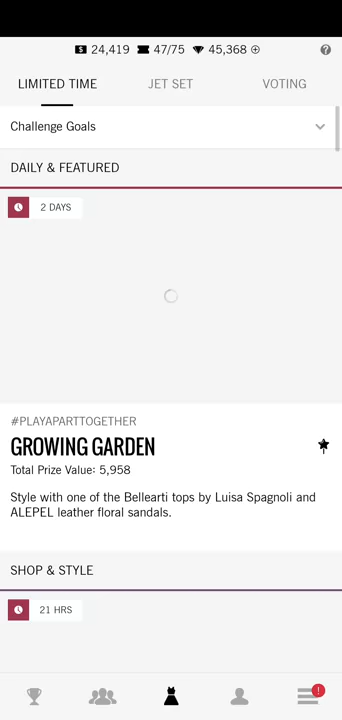 24,419 47/75 45,368
LIMITED TIME JET SET VOTING
Challenge Goals
DAILY & FEATURED
2 DAYS
#PLAYAPARTTOGETHER
GROWING GARDEN
Total Prize Value: 5,958
Style with one of the Bellearti tops by Luisa Spagnoli and
ALEPEL leather floral sandals.
SHOP & STYLE
21 HRS